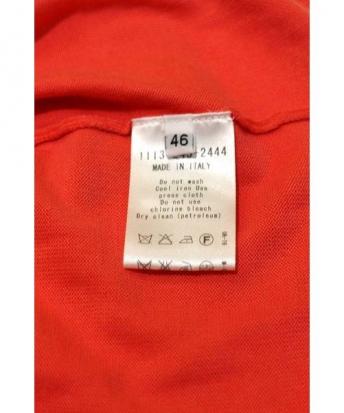 46
1113 240-2444
MADE IN ITALY
Do not wash
Cool iron Use
press cloth
Do not use
chlorine bleach
Dry clean (petroleum)
F